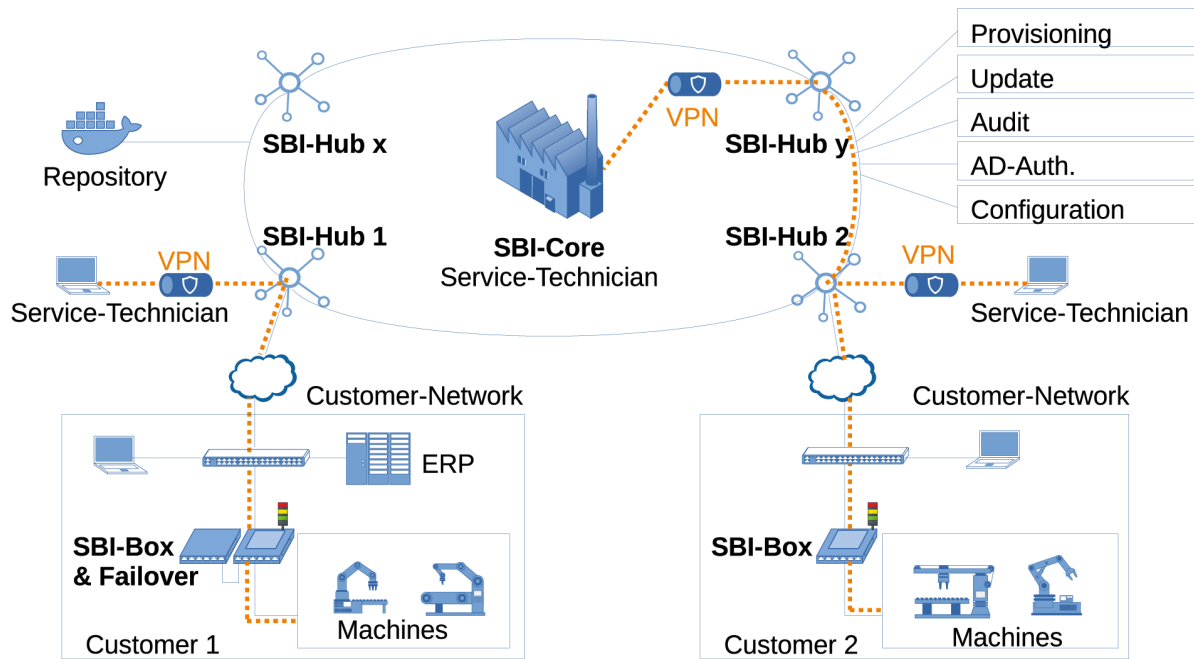 Provisioning
Update
Audit
AD-Auth.
Configuration
VPN
SBI-Hub x
SBI-Hub y
Repository
SBI-Hub 1
SBI-Core
Service-Technician
SBI-Hub 2
VPN
Service-Technician
VPN
Service-Technician
Customer-Network
ERP
SBI-Box
& Failover
Machines
Customer 1
Customer-Network
SBI-Box
Machines
Customer 2